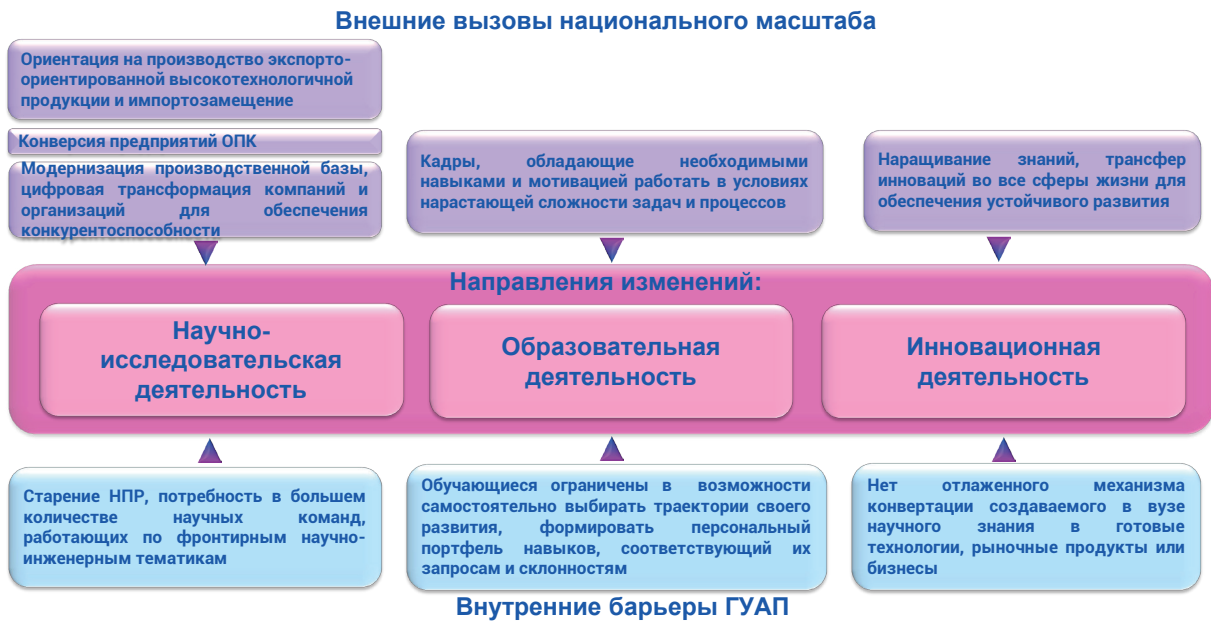 Внешние вызовы национального масштаба
Ориентация на производство экспорто-
ориентированной высокотехнологичной
продукции и импортозамещение
Конверсия предприятий ОПК
Модернизация производственной базы,
цифровая трансформация компаний и
организаций для обеспечения
конкурентоспособности
Кадры, обладающие необходимыми
навыками и мотивацией работать в условиях
нарастающей сложности задач и процессов
Наращивание знаний, трансфер
инноваций во все сферы жизни для
обеспечения устойчивого развития
Направления изменений:
Научно-
исследовательская
деятельность
Образовательная
деятельность
Инновационная
деятельность
Старение НПР, потребность в большем
количестве научных команд,
работающих по фронтирным научно-
инженерным тематикам
Обучающиеся ограничены в возможности
самостоятельно выбирать траектории своего
развития, формировать персональный
портфель навыков, соответствующий их
запросам и склонностям
Нет отлаженного механизма
конвертации создаваемого в вузе
научного знания в готовые
технологии, рыночные продукты или
бизнесы
Внутренние барьеры ГУАП